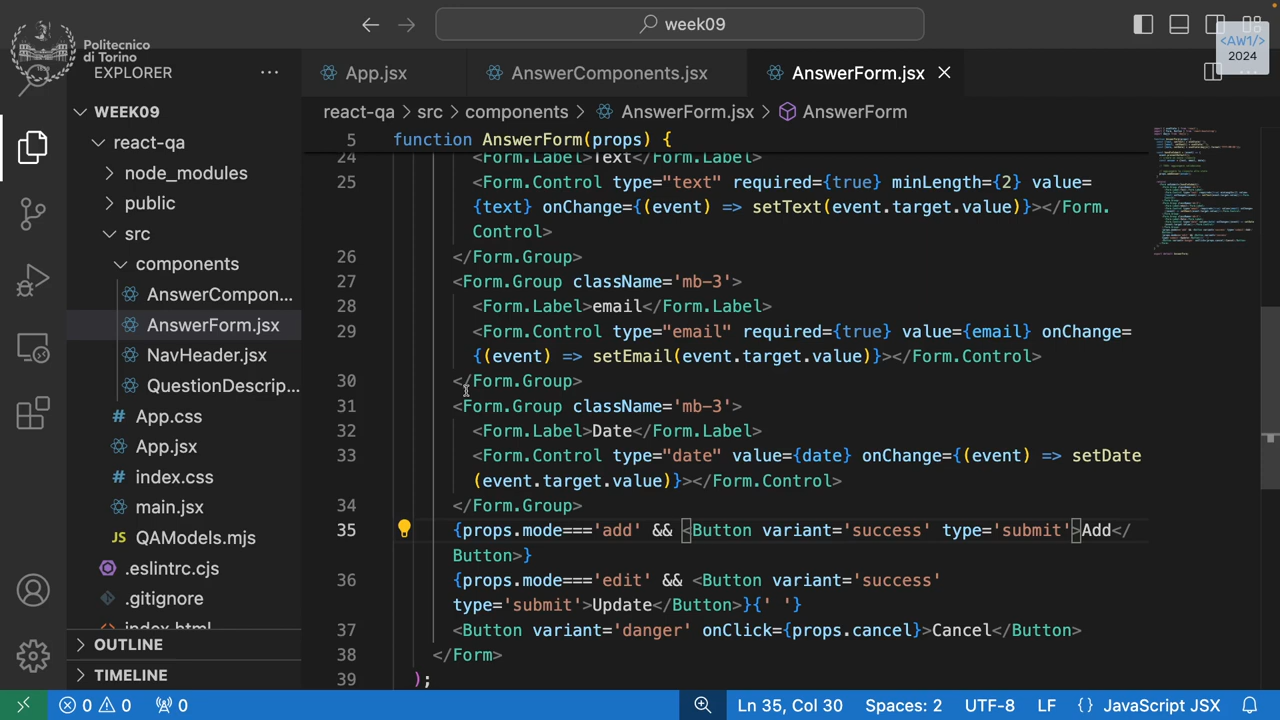 week09
Politecnico
di Torino
<AW1/>
2024
EXPLORER
App.jsx
AnswerComponents.jsx
AnswerForm.jsx
WEEK09
react-qa
node_modules
public
src
components
AnswerCompon...
AnswerForm.jsx
NavHeader.jsx
QuestionDescrip...
App.css
App.jsx
index.css
main.jsx
JS QAModels.mjs
.eslintrc.cjs
.gitignore
index.html
OUTLINE
TIMELINE
react-qa > src > components > AnswerForm.jsx > AnswerForm
5 function AnswerForm(props) {
24 <Form.Label>Text</Form.Label>
25 <Form.Control type="text" required={true} minLength={2} value=
{text} onChange={(event) => setText(event.target.value)}></Form.
Control>
26 </Form.Group>
27 <Form.Group className='mb-3'>
28 <Form.Label>email</Form.Label>
29 <Form.Control type="email" required={true} value={email} onChange=
{(event) => setEmail(event.target.value)}></Form.Control>
30 </Form.Group>
31 <Form.Group className='mb-3'>
32 <Form.Label>Date</Form.Label>
33 <Form.Control type="date" value={date} onChange={(event) => setDate
(event.target.value)}></Form.Control>
34 </Form.Group>
35 {props.mode==='add' && <Button variant='success' type='submit'>Add</
Button>}
36 {props.mode==='edit' && <Button variant='success'
type='submit'>Update</Button>}{' '}
37 <Button variant='danger' onClick={props.cancel}>Cancel</Button>
38 </Form>
39 );
0 0 0
Ln 35, Col 30 Spaces: 2 UTF-8 LF {} JavaScript JSX